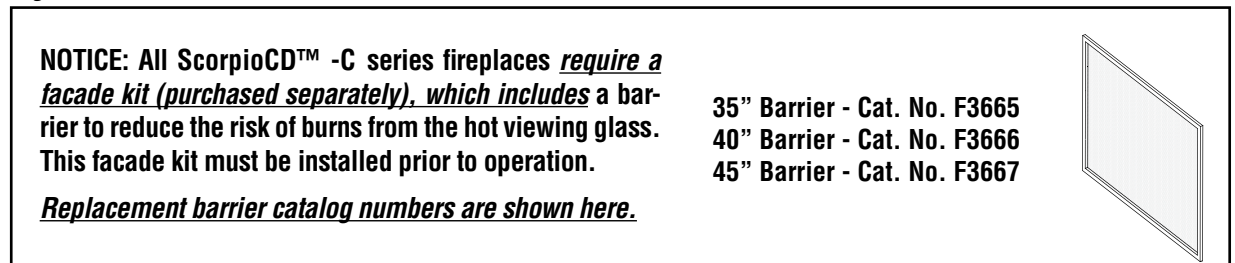 NOTICE: All ScorpioCD™ -C series fireplaces require a
facade kit (purchased separately), which includes a bar-
rier to reduce the risk of burns from the hot viewing glass.
This facade kit must be installed prior to operation.
Replacement barrier catalog numbers are shown here.
35” Barrier - Cat. No. F3665
40” Barrier - Cat. No. F3666
45” Barrier - Cat. No. F3667